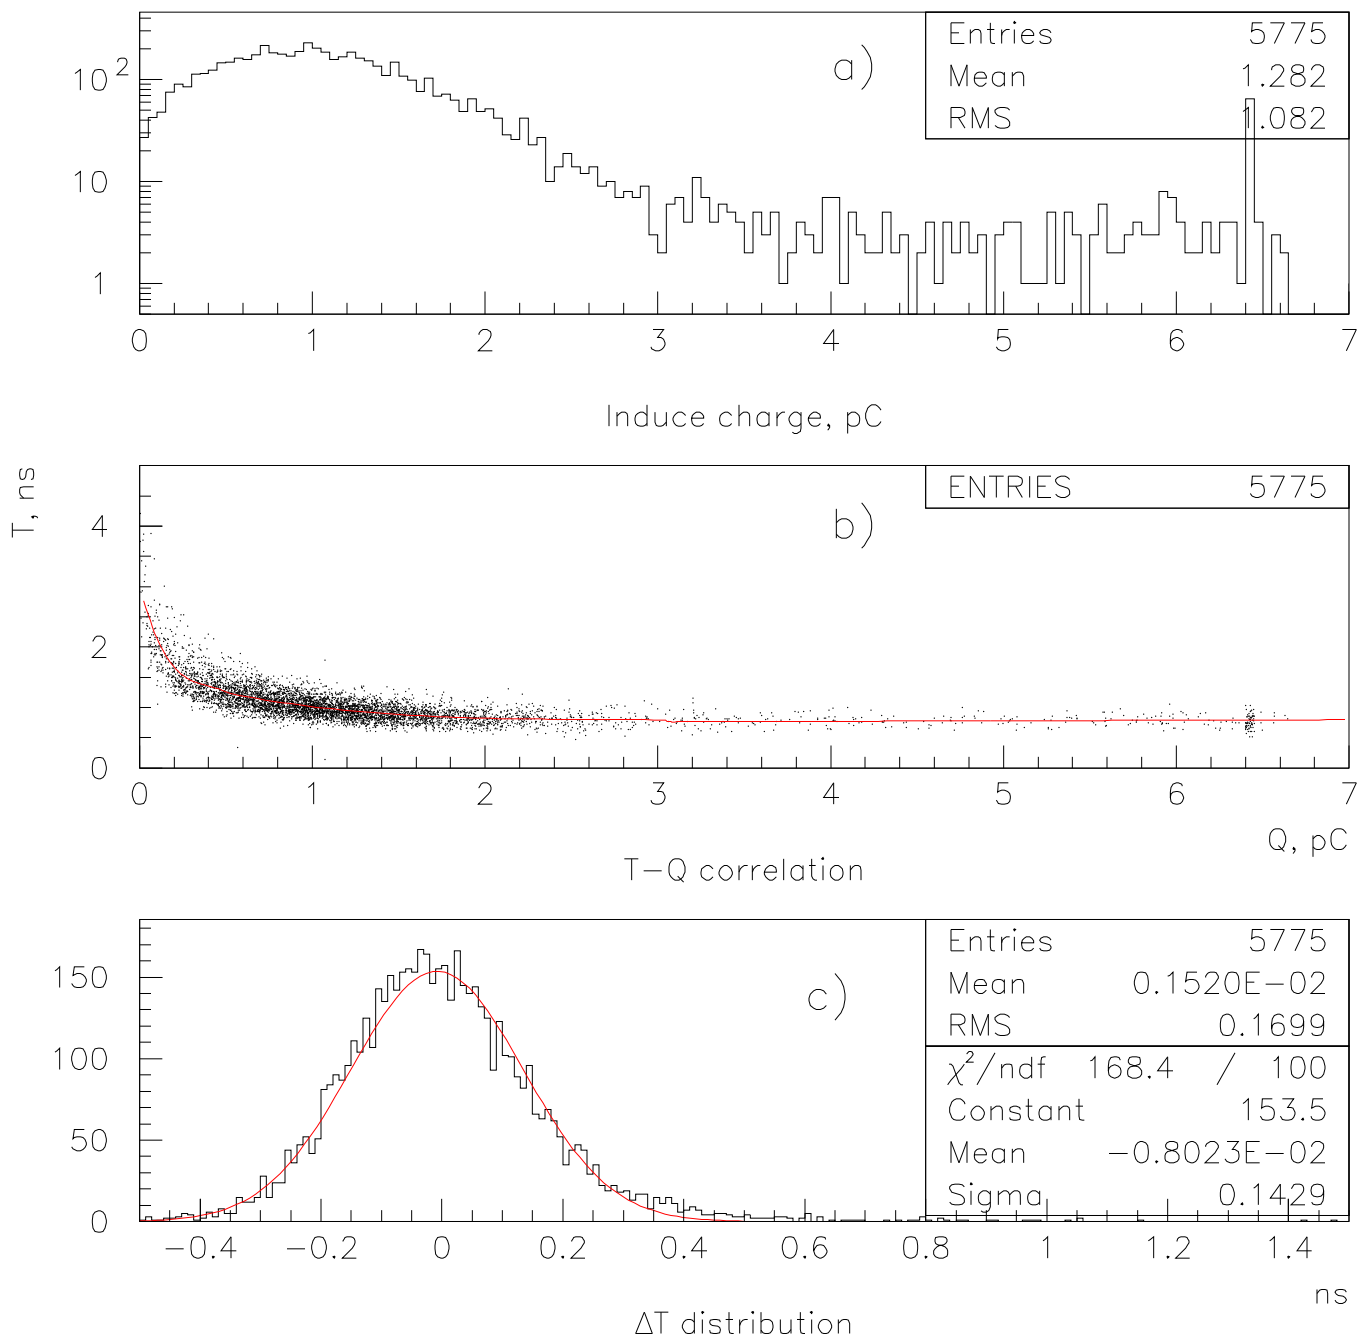 Entries 5775
Mean 1.282
RMS 1.082
a)
10²
10
1
0 1 2 3 4 5 6 7
Induce charge, pC
T, ns
ENTRIES 5775
b)
4
2
0
0 1 2 3 4 5 6 7
Q, pC
T−Q correlation
Entries 5775
Mean 0.1520E−02
RMS 0.1699
χ²/ndf 168.4 / 100
Constant 153.5
Mean −0.8023E−02
Sigma 0.1429
c)
150
100
50
0
−0.4 −0.2 0 0.2 0.4 0.6 0.8 1 1.2 1.4
ns
ΔT distribution